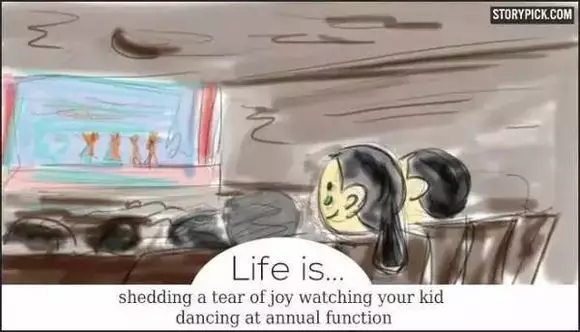 STORYPICK.COM
Life is...
shedding a tear of joy watching your kid
dancing at annual function